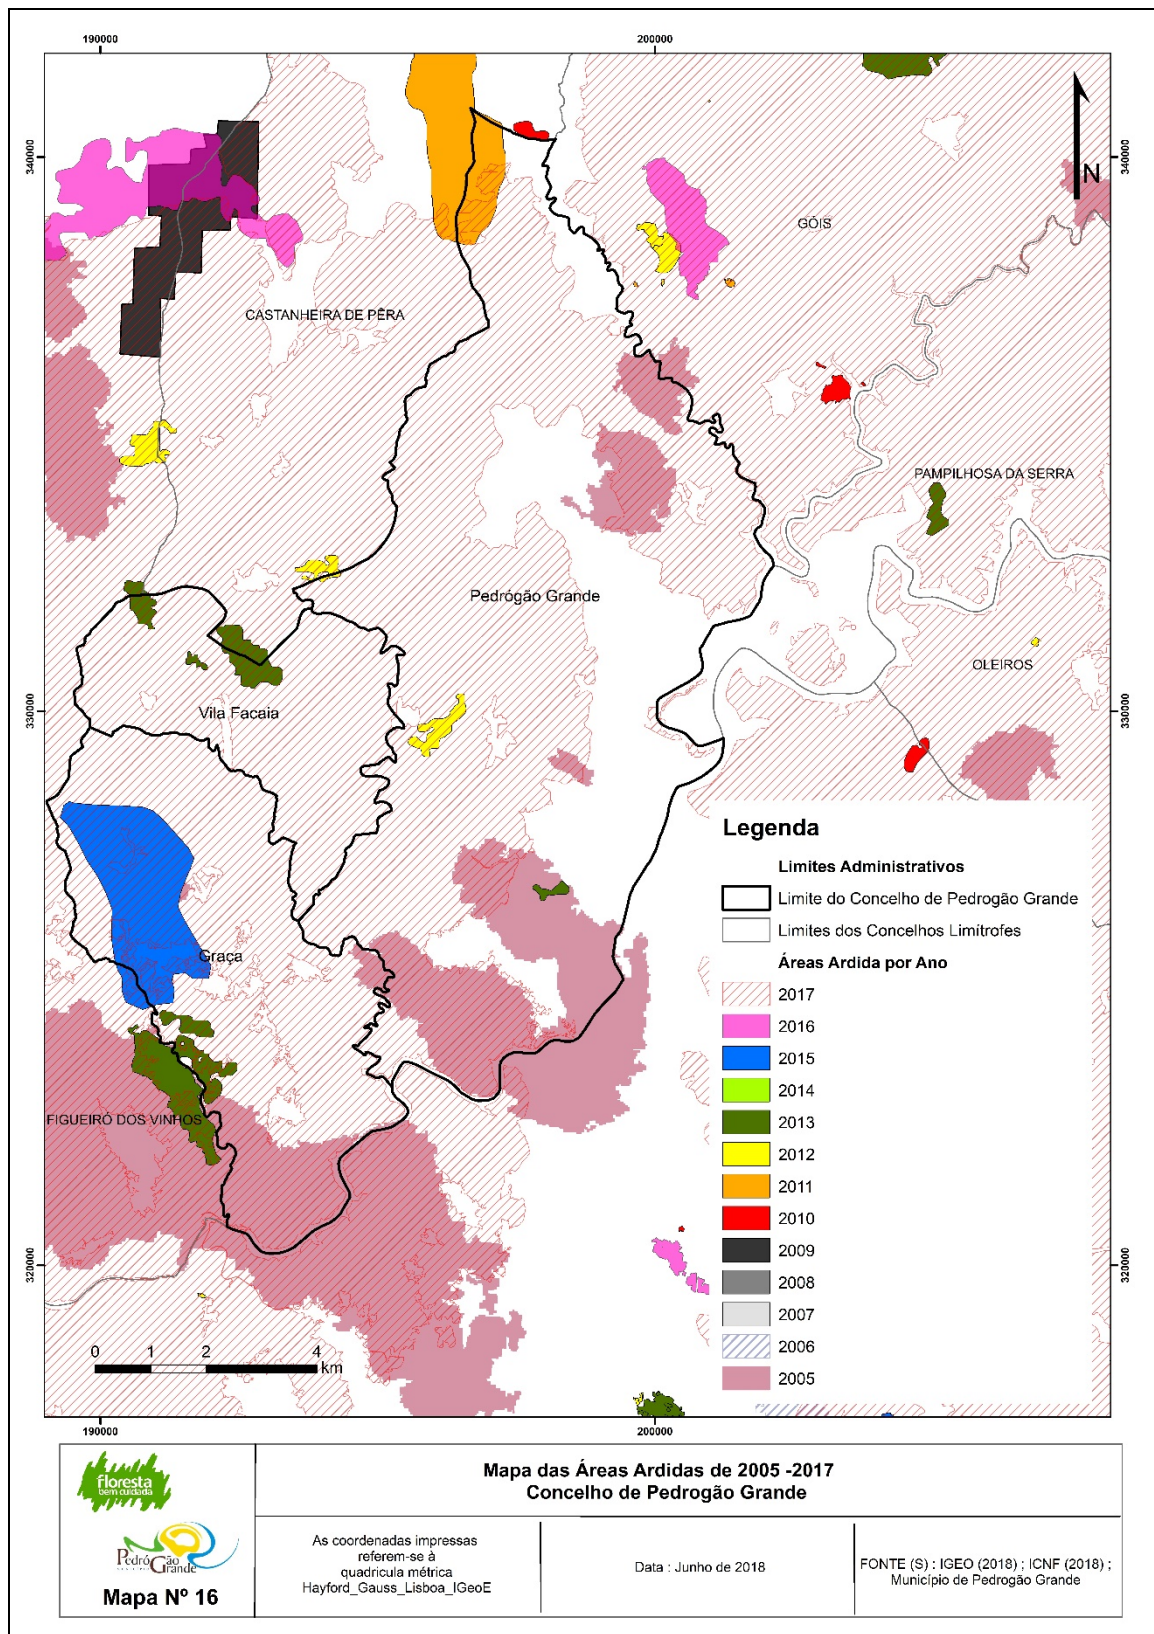 190000
200000
340000
340000
N
GÓIS
CASTANHEIRA DE PÊRA
PAMPILHOSA DA SERRA
Pedrógão Grande
OLEIROS
Vila Facaia
330000
330000
Legenda
Limites Administrativos
Limite do Concelho de Pedrogão Grande
Limites dos Concelhos Limítrofes
Graça
Áreas Ardida por Ano
2017
2016
2015
2014
2013
FIGUEIRÓ DOS VINHOS
2012
2011
2010
2009
320000
320000
2008
2007
2006
2005
0 1 2 4
km
190000
200000
floresta
bem cuidada
Pedrógão
Grande
Mapa Nº 16
Mapa das Áreas Ardidas de 2005 -2017
Concelho de Pedrogão Grande
As coordenadas impressas
referem-se à
quadricula métrica
Hayford_Gauss_Lisboa_IGeoE
Data : Junho de 2018
FONTE (S) : IGEO (2018) ; ICNF (2018) ;
Município de Pedrogão Grande